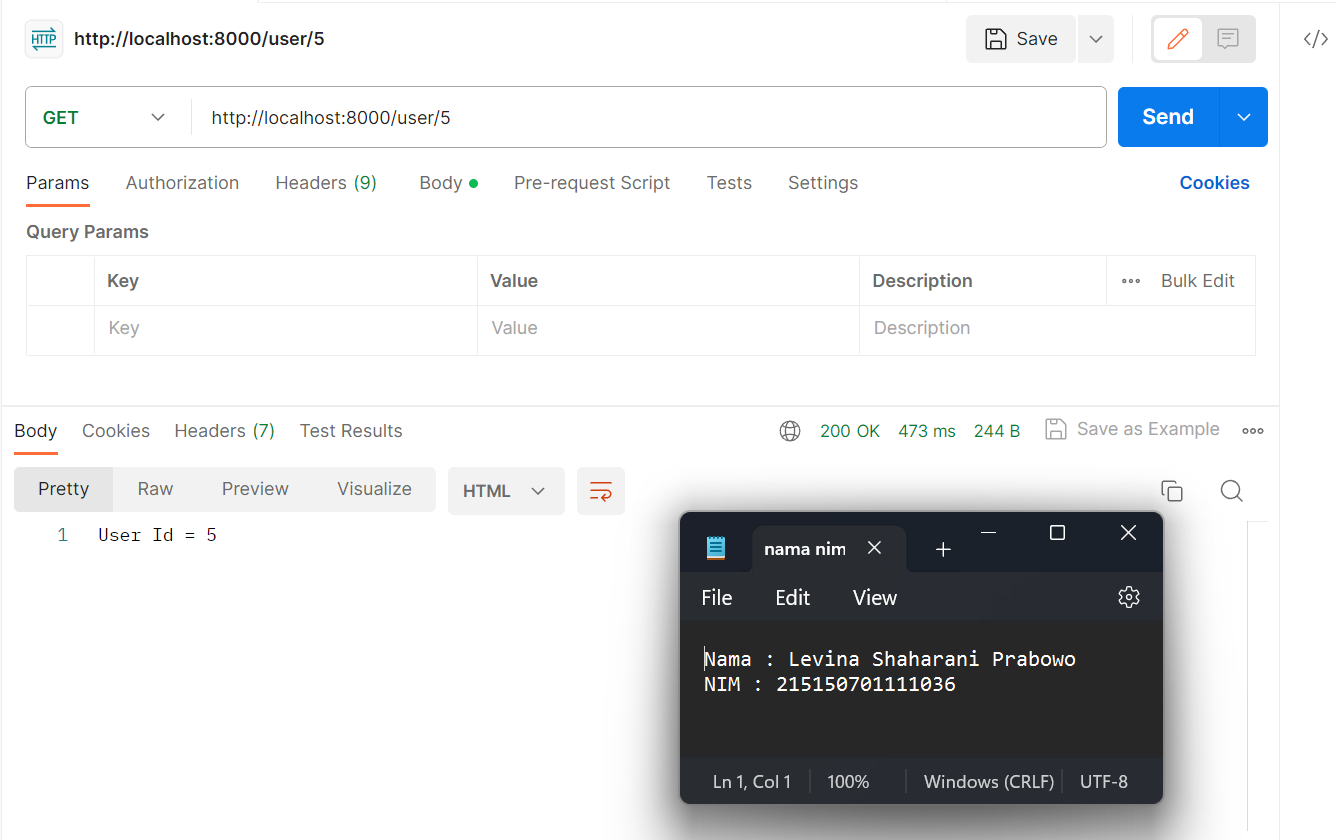 HTTP http://localhost:8000/user/5 Save
GET http://localhost:8000/user/5 Send
Params Authorization Headers (9) Body Pre-request Script Tests Settings Cookies
Query Params
Key Value Description Bulk Edit
Key Value Description
Body Cookies Headers (7) Test Results 200 OK 473 ms 244 B Save as Example
Pretty Raw Preview Visualize HTML
1 User Id = 5
nama nim
File Edit View
Nama : Levina Shaharani Prabowo
NIM : 215150701111036
Ln 1, Col 1 100% Windows (CRLF) UTF-8